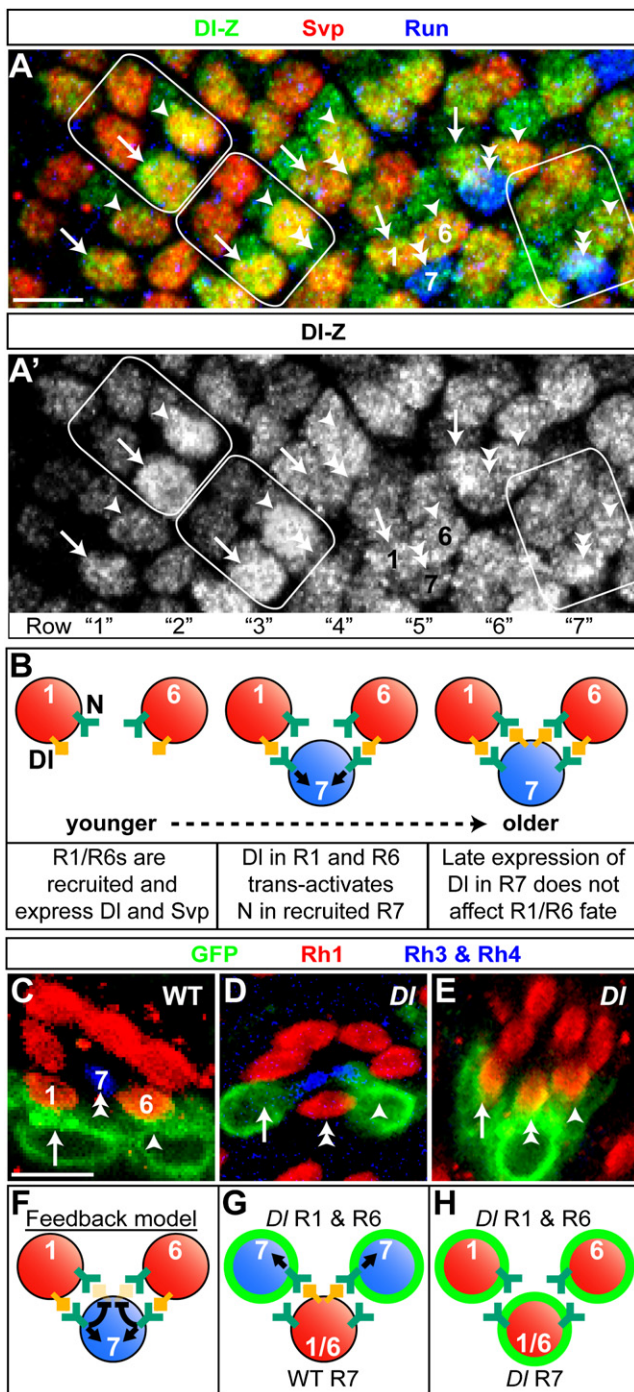 Dl-Z Svp Run
A
6
1
7
Dl-Z
A'
6
1
7
Row "1" "2" "3" "4" "5" "6" "7"
B
1 6 1 6 1 6
N
Dl
7 7
younger older
R1/R6s are recruited and express Dl and Svp
Dl in R1 and R6 trans-activates N in recruited R7
Late expression of Dl in R7 does not affect R1/R6 fate
GFP Rh1 Rh3 & Rh4
C WT D Dl E Dl
7
1 6
F G H
Feedback model
1 6
7
Dl R1 & R6
7 7
1/6
WT R7
Dl R1 & R6
1 6
1/6
Dl R7